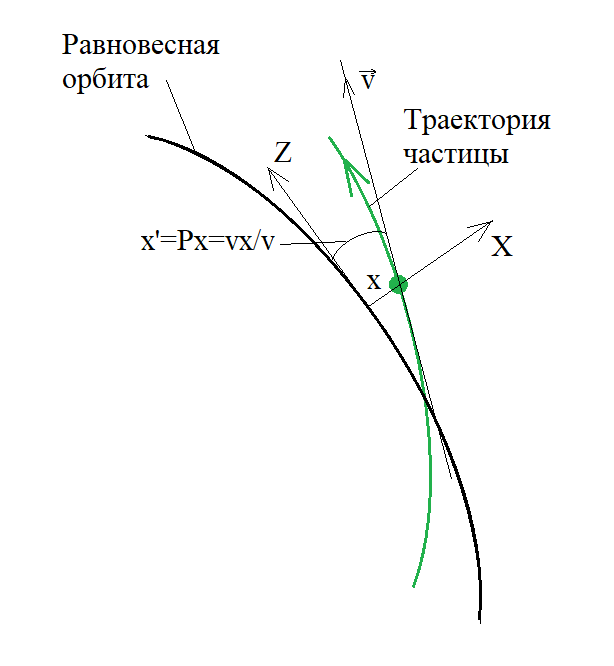 Равновесная
орбита
v
Траектория
частицы
Z
x'=Px=vx/v
X
x